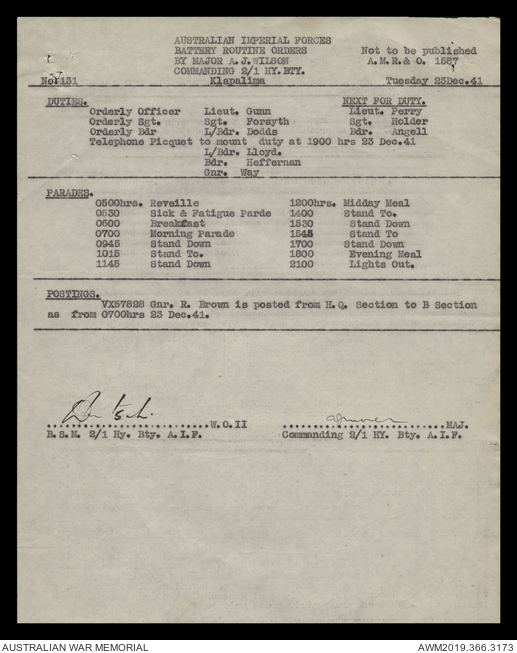 AUSTRALIAN IMPERIAL FORCES
BATTERY ROUTINE ORDERS Not to be published
BY MAJOR A.J.WILSON A.M.R.& O. 1587
COMMANDING 2/1 HY.BTY.
No:131 Klapalima Tuesday 23Dec.41
DUTIES. NEXT FOR DUTY.
Orderly Officer Lieut. Gunn Lieut. Perry
Orderly Sgt. Sgt. Forsyth Sgt. Holder
Orderly Bdr L/Bdr. Dodds Bdr. Angell
Telephone Picquet to mount duty at 1900 hrs 23 Dec.41
L/Bdr. Lloyd.
Bdr. Heffernan
Gnr. Way
PARADES.
0500hrs. Reveille 1200hrs. Midday Meal
0530 Sick & Fatigue Parde 1400 Stand To.
0600 Breakfast 1530 Stand Down
0700 Morning Parade 1545 Stand To
0945 Stand Down 1700 Stand Down
1015 Stand To. 1800 Evening Meal
1145 Stand Down 2100 Lights Out.
POSTINGS.
VX57828 Gnr. R. Brown is posted from H.Q. Section to B Section
as from 0700hrs 23 Dec.41.
W.O.II MAJ.
B.S.M. 2/1 Hy. Bty. A.I.F. Commanding 2/1 HY. Bty. A.I.F.
AUSTRALIAN WAR MEMORIAL AWM2019.366.3173